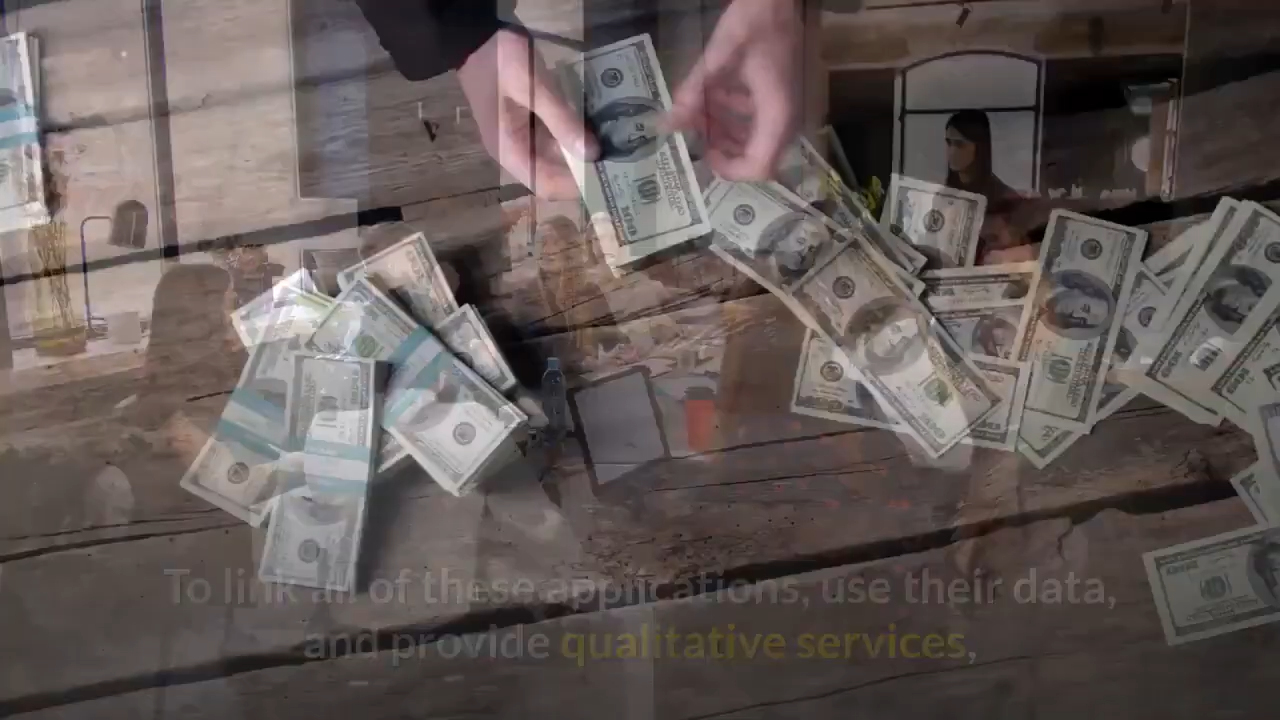 To link all of these applications, use their data,
and provide qualitative services,